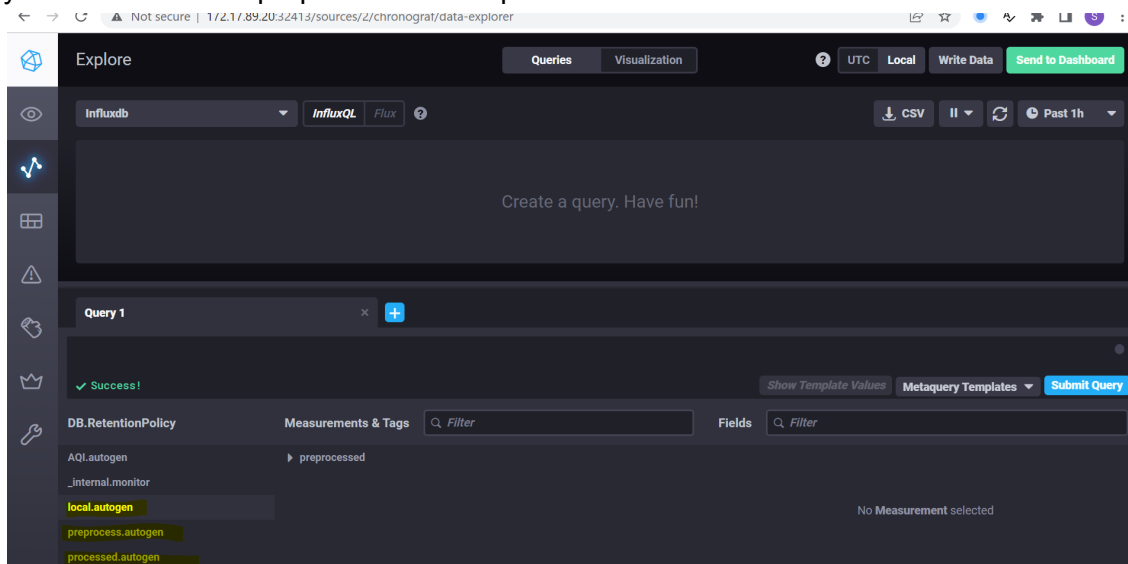 Not secure | 172.17.89.20:32413/sources/2/chronograf/data-explorer
S
Explore
Queries Visualization
? UTC Local Write Data Send to Dashboard
Influxdb InfluxQL Flux ?
CSV Past 1h
Create a query. Have fun!
Query 1 × +
Success!
Show Template Values Metaquery Templates Submit Query
DB.RetentionPolicy Measurements & Tags Filter Fields Filter
AQI.autogen preprocessed
_internal.monitor
local.autogen No Measurement selected
preprocess.autogen
processed.autogen